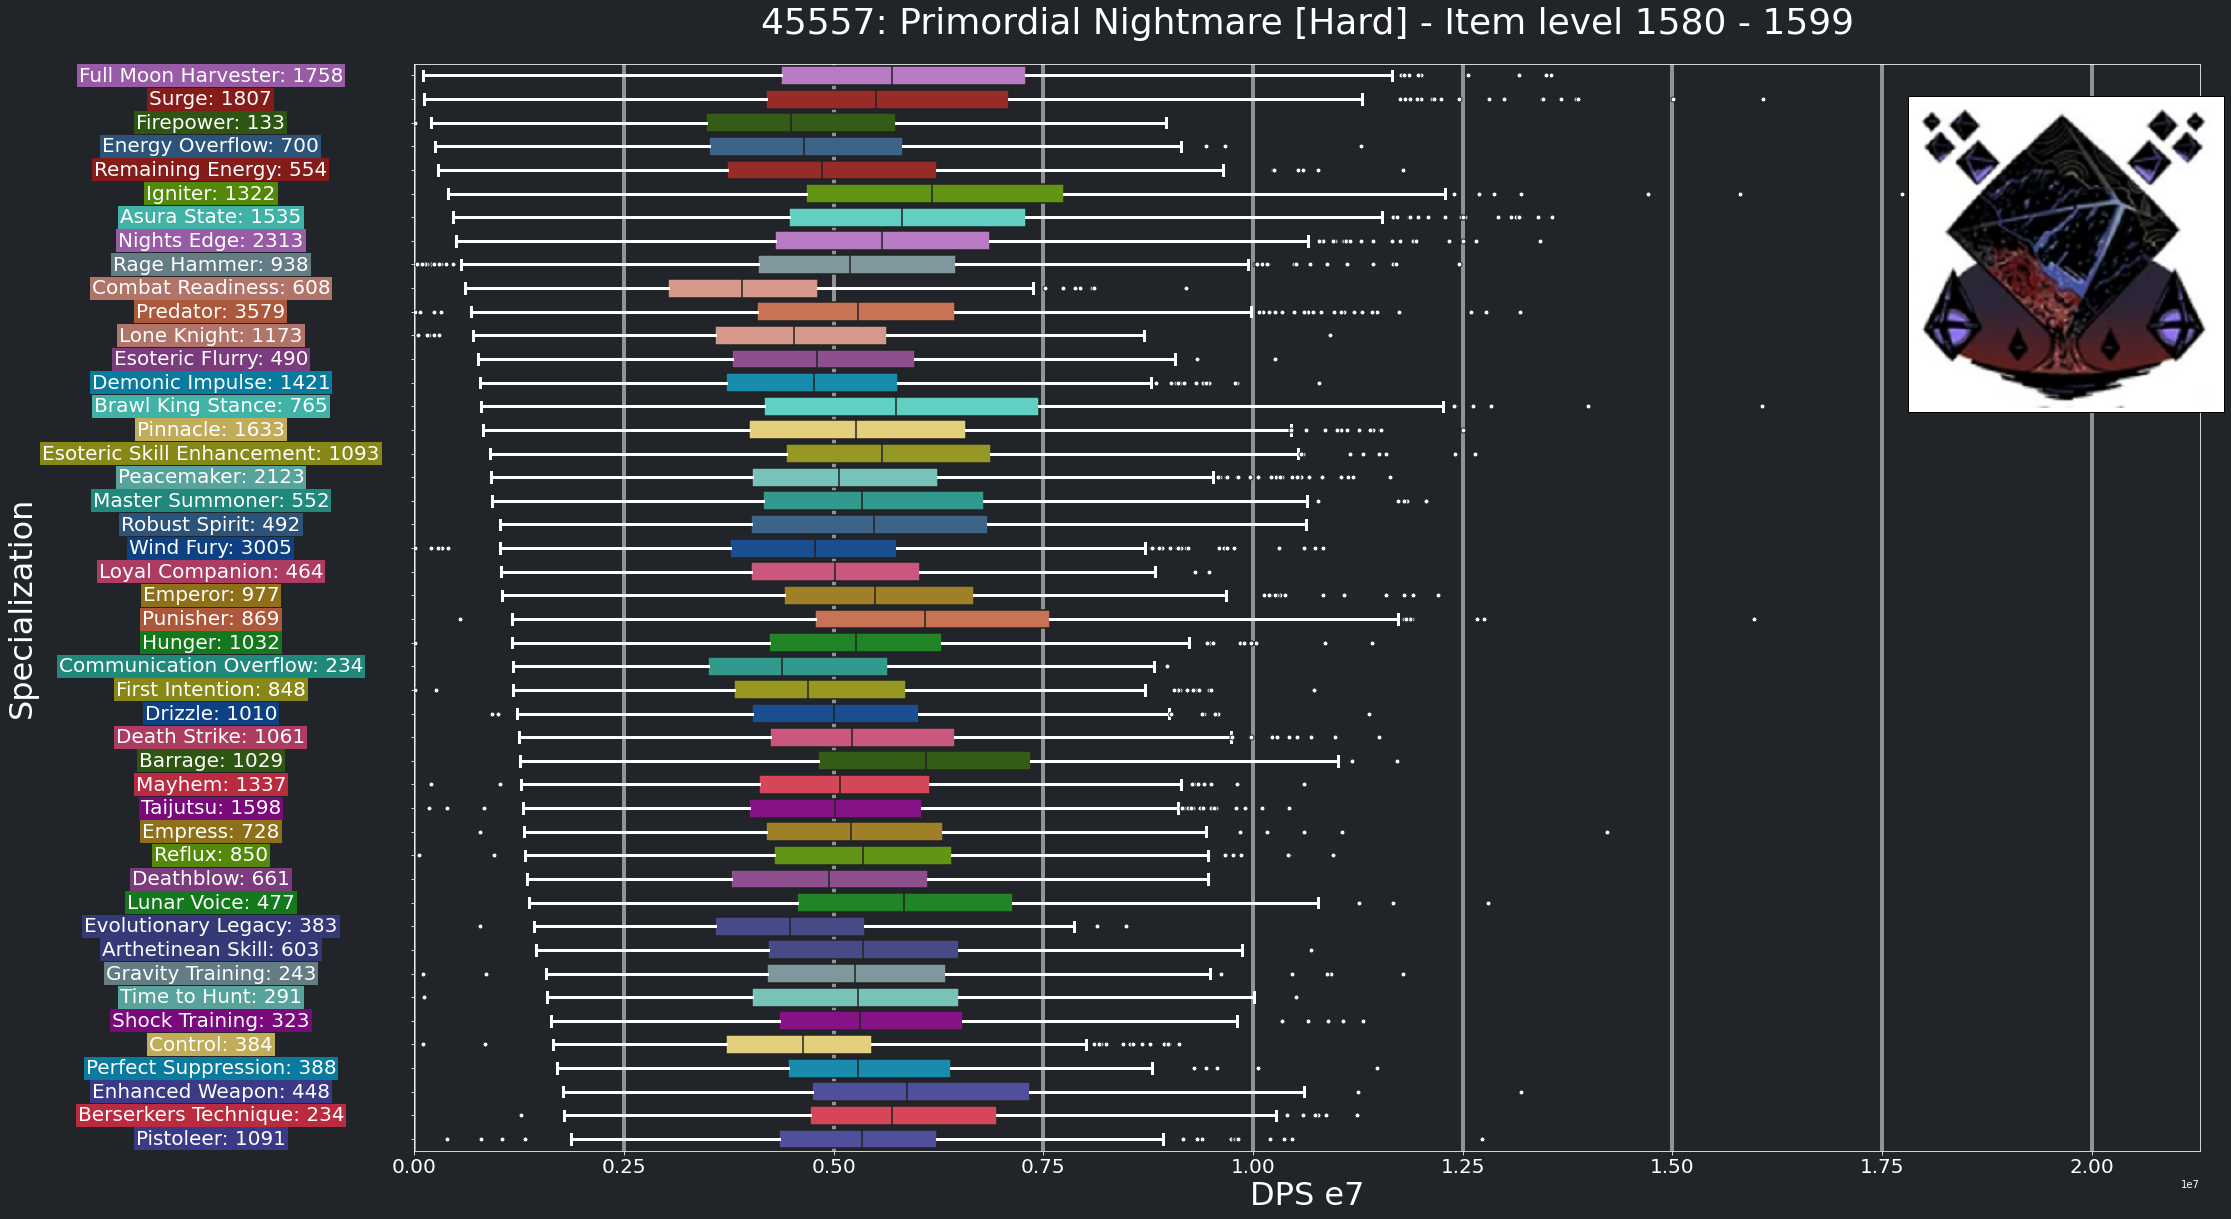 45557: Primordial Nightmare [Hard] - Item level 1580 - 1599
Specialization
Full Moon Harvester: 1758
Surge: 1807
Firepower: 133
Energy Overflow: 700
Remaining Energy: 554
Igniter: 1322
Asura State: 1535
Nights Edge: 2313
Rage Hammer: 938
Combat Readiness: 608
Predator: 3579
Lone Knight: 1173
Esoteric Flurry: 490
Demonic Impulse: 1421
Brawl King Stance: 765
Pinnacle: 1633
Esoteric Skill Enhancement: 1093
Peacemaker: 2123
Master Summoner: 552
Robust Spirit: 492
Wind Fury: 3005
Loyal Companion: 464
Emperor: 977
Punisher: 869
Hunger: 1032
Communication Overflow: 234
First Intention: 848
Drizzle: 1010
Death Strike: 1061
Barrage: 1029
Mayhem: 1337
Taijutsu: 1598
Empress: 728
Reflux: 850
Deathblow: 661
Lunar Voice: 477
Evolutionary Legacy: 383
Arthetinean Skill: 603
Gravity Training: 243
Time to Hunt: 291
Shock Training: 323
Control: 384
Perfect Suppression: 388
Enhanced Weapon: 448
Berserkers Technique: 234
Pistoleer: 1091
0.00 0.25 0.50 0.75 1.00 1.25 1.50 1.75 2.00
1e7
DPS e7